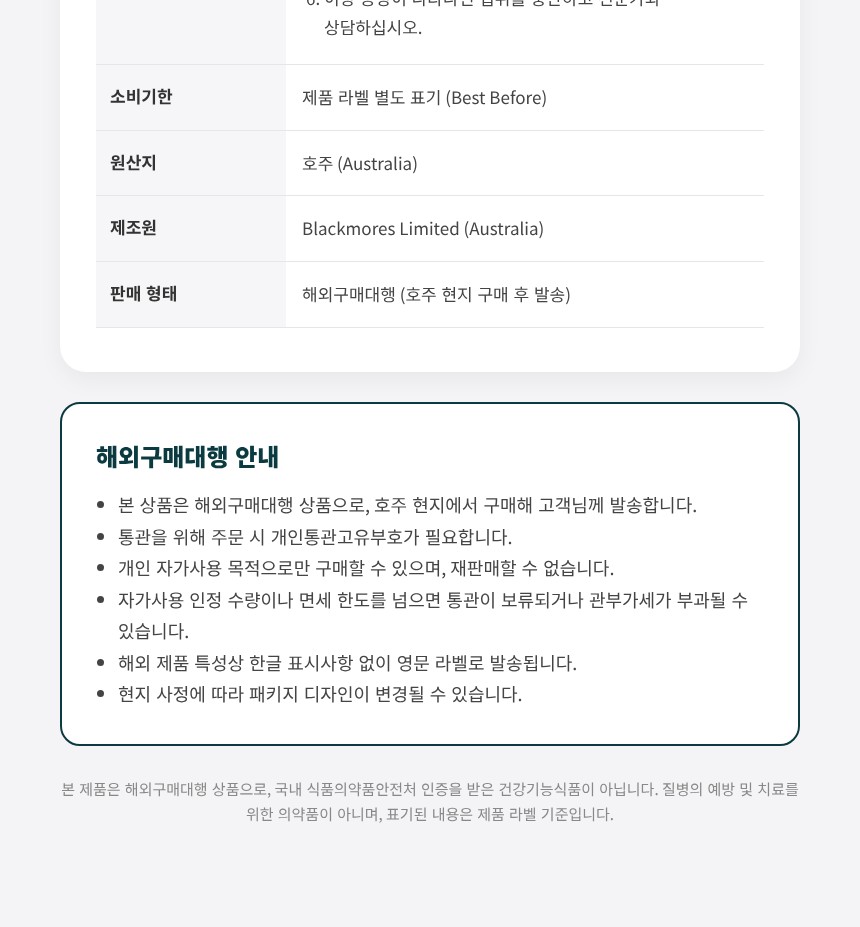 상담하십시오.
소비기한
제품 라벨 별도 표기 (Best Before)
원산지
호주 (Australia)
제조원
Blackmores Limited (Australia)
판매 형태
해외구매대행 (호주 현지 구매 후 발송)
해외구매대행 안내
본 상품은 해외구매대행 상품으로, 호주 현지에서 구매해 고객님께 발송합니다.
통관을 위해 주문 시 개인통관고유부호가 필요합니다.
개인 자가사용 목적으로만 구매할 수 있으며, 재판매할 수 없습니다.
자가사용 인정 수량이나 면세 한도를 넘으면 통관이 보류되거나 관부가세가 부과될 수
있습니다.
해외 제품 특성상 한글 표시사항 없이 영문 라벨로 발송됩니다.
현지 사정에 따라 패키지 디자인이 변경될 수 있습니다.
본 제품은 해외구매대행 상품으로, 국내 식품의약품안전처 인증을 받은 건강기능식품이 아닙니다. 질병의 예방 및 치료를
위한 의약품이 아니며, 표기된 내용은 제품 라벨 기준입니다.